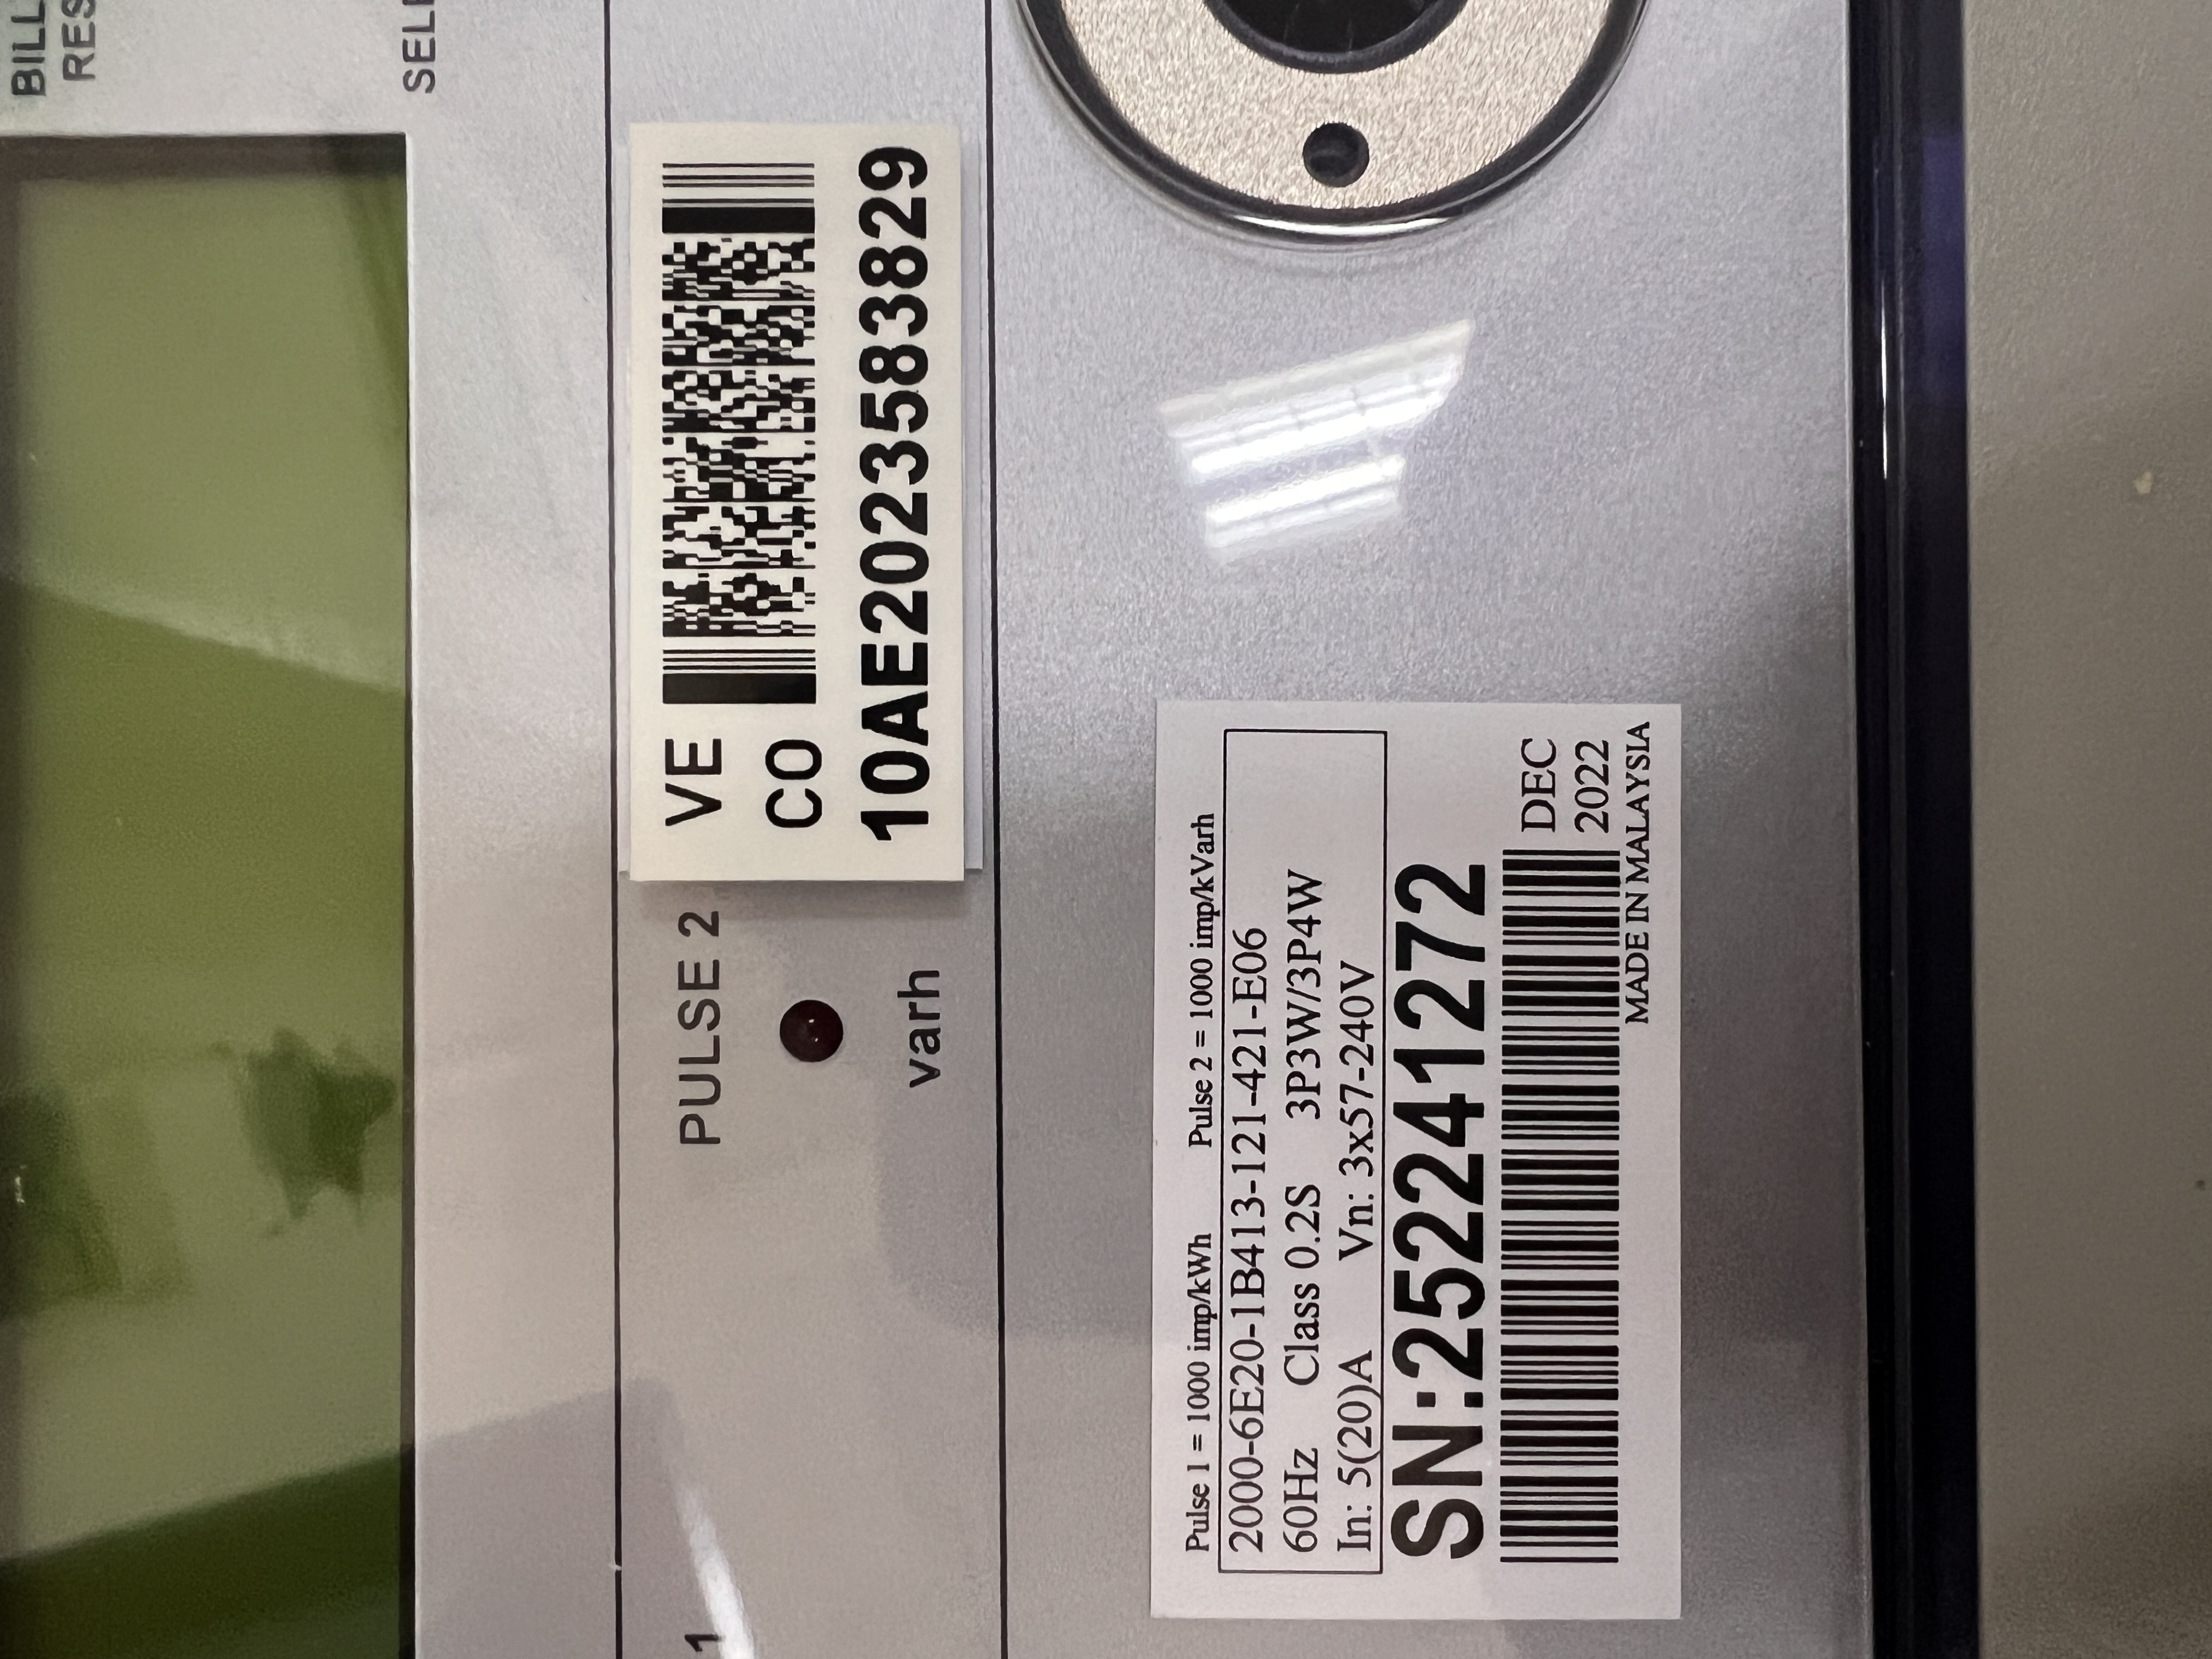 BILL
RES
SELE
VE
CO
10AE2023583829
PULSE 2
varh
1
Pulse 1 = 1000 imp/kWh Pulse 2 = 1000 imp/kVarh
2000-6E20-1B413-121-421-E06
60Hz Class 0.2S 3P3W/3P4W
In: 5(20)A Vn: 3x57-240V
SN:252241272
DEC
2022
MADE IN MALAYSIA